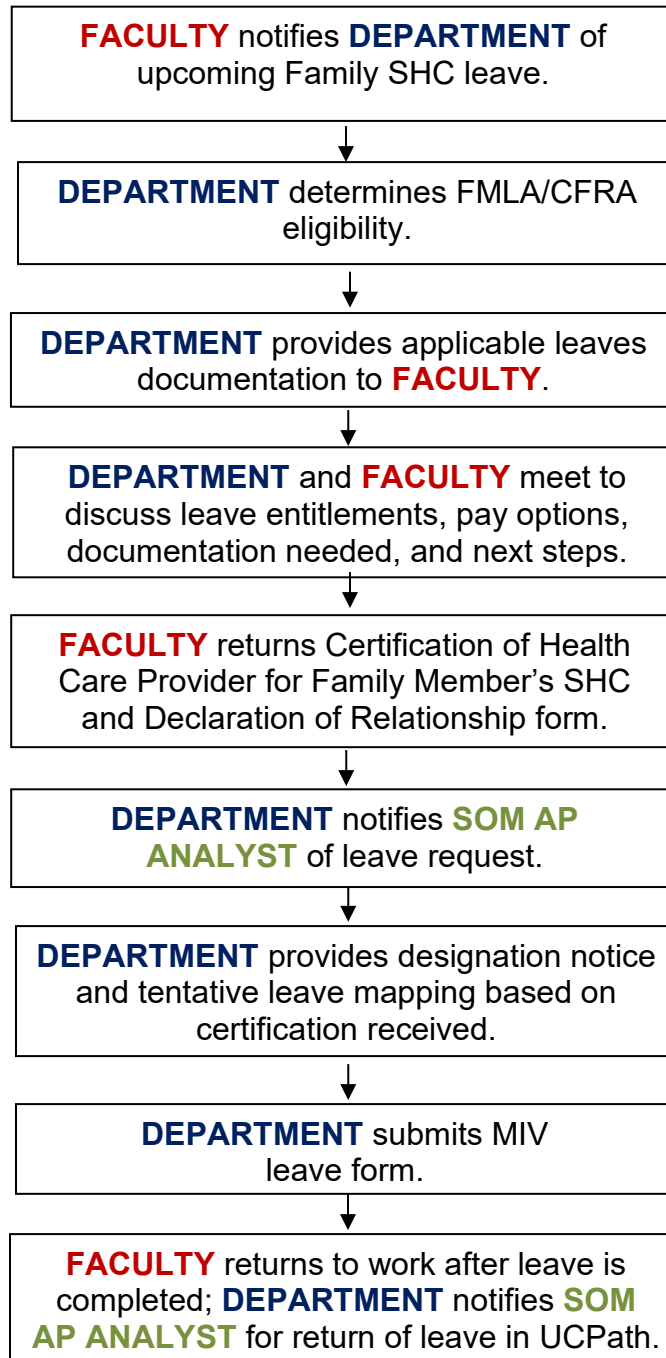 FACULTY notifies DEPARTMENT of
upcoming Family SHC leave.
DEPARTMENT determines FMLA/CFRA
eligibility.
DEPARTMENT provides applicable leaves
documentation to FACULTY.
DEPARTMENT and FACULTY meet to
discuss leave entitlements, pay options,
documentation needed, and next steps.
FACULTY returns Certification of Health
Care Provider for Family Member’s SHC
and Declaration of Relationship form.
DEPARTMENT notifies SOM AP
ANALYST of leave request.
DEPARTMENT provides designation notice
and tentative leave mapping based on
certification received.
DEPARTMENT submits MIV
leave form.
FACULTY returns to work after leave is
completed; DEPARTMENT notifies SOM
AP ANALYST for return of leave in UCPath.